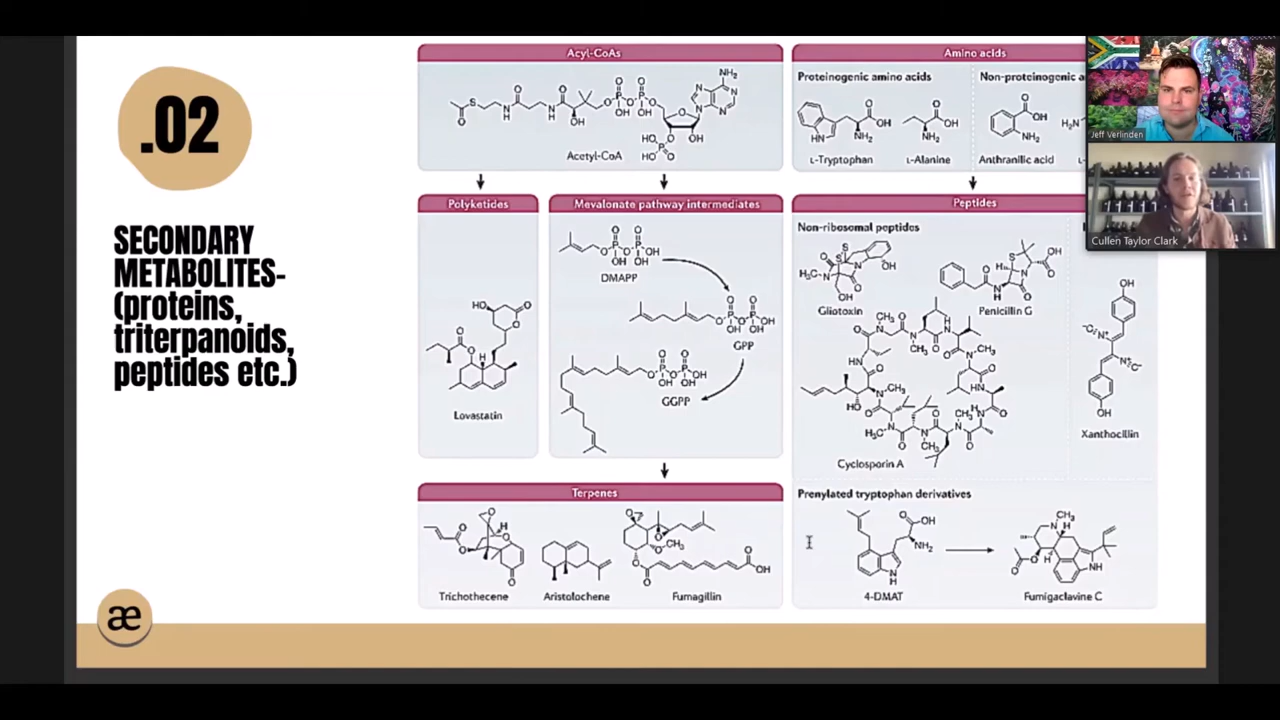 .02
SECONDARY
METABOLITES-
(proteins,
triterpanoids,
peptides etc.)
æ
Acyl-CoAs
Acetyl-CoA
Polyketides
Lovastatin
Mevalonate pathway intermediates
DMAPP
GPP
GGPP
Terpenes
Trichothecene
Aristolochene
Fumagillin
Amino acids
Proteinogenic amino acids
L-Tryptophan
L-Alanine
Non-proteinogenic a
Anthranilic acid
Peptides
Non-ribosomal peptides
Gliotoxin
Penicillin G
Cyclosporin A
Xanthocillin
Prenylated tryptophan derivatives
4-DMAT
Fumigaclavine C
Jeff Verlinden
Cullen Taylor Clark